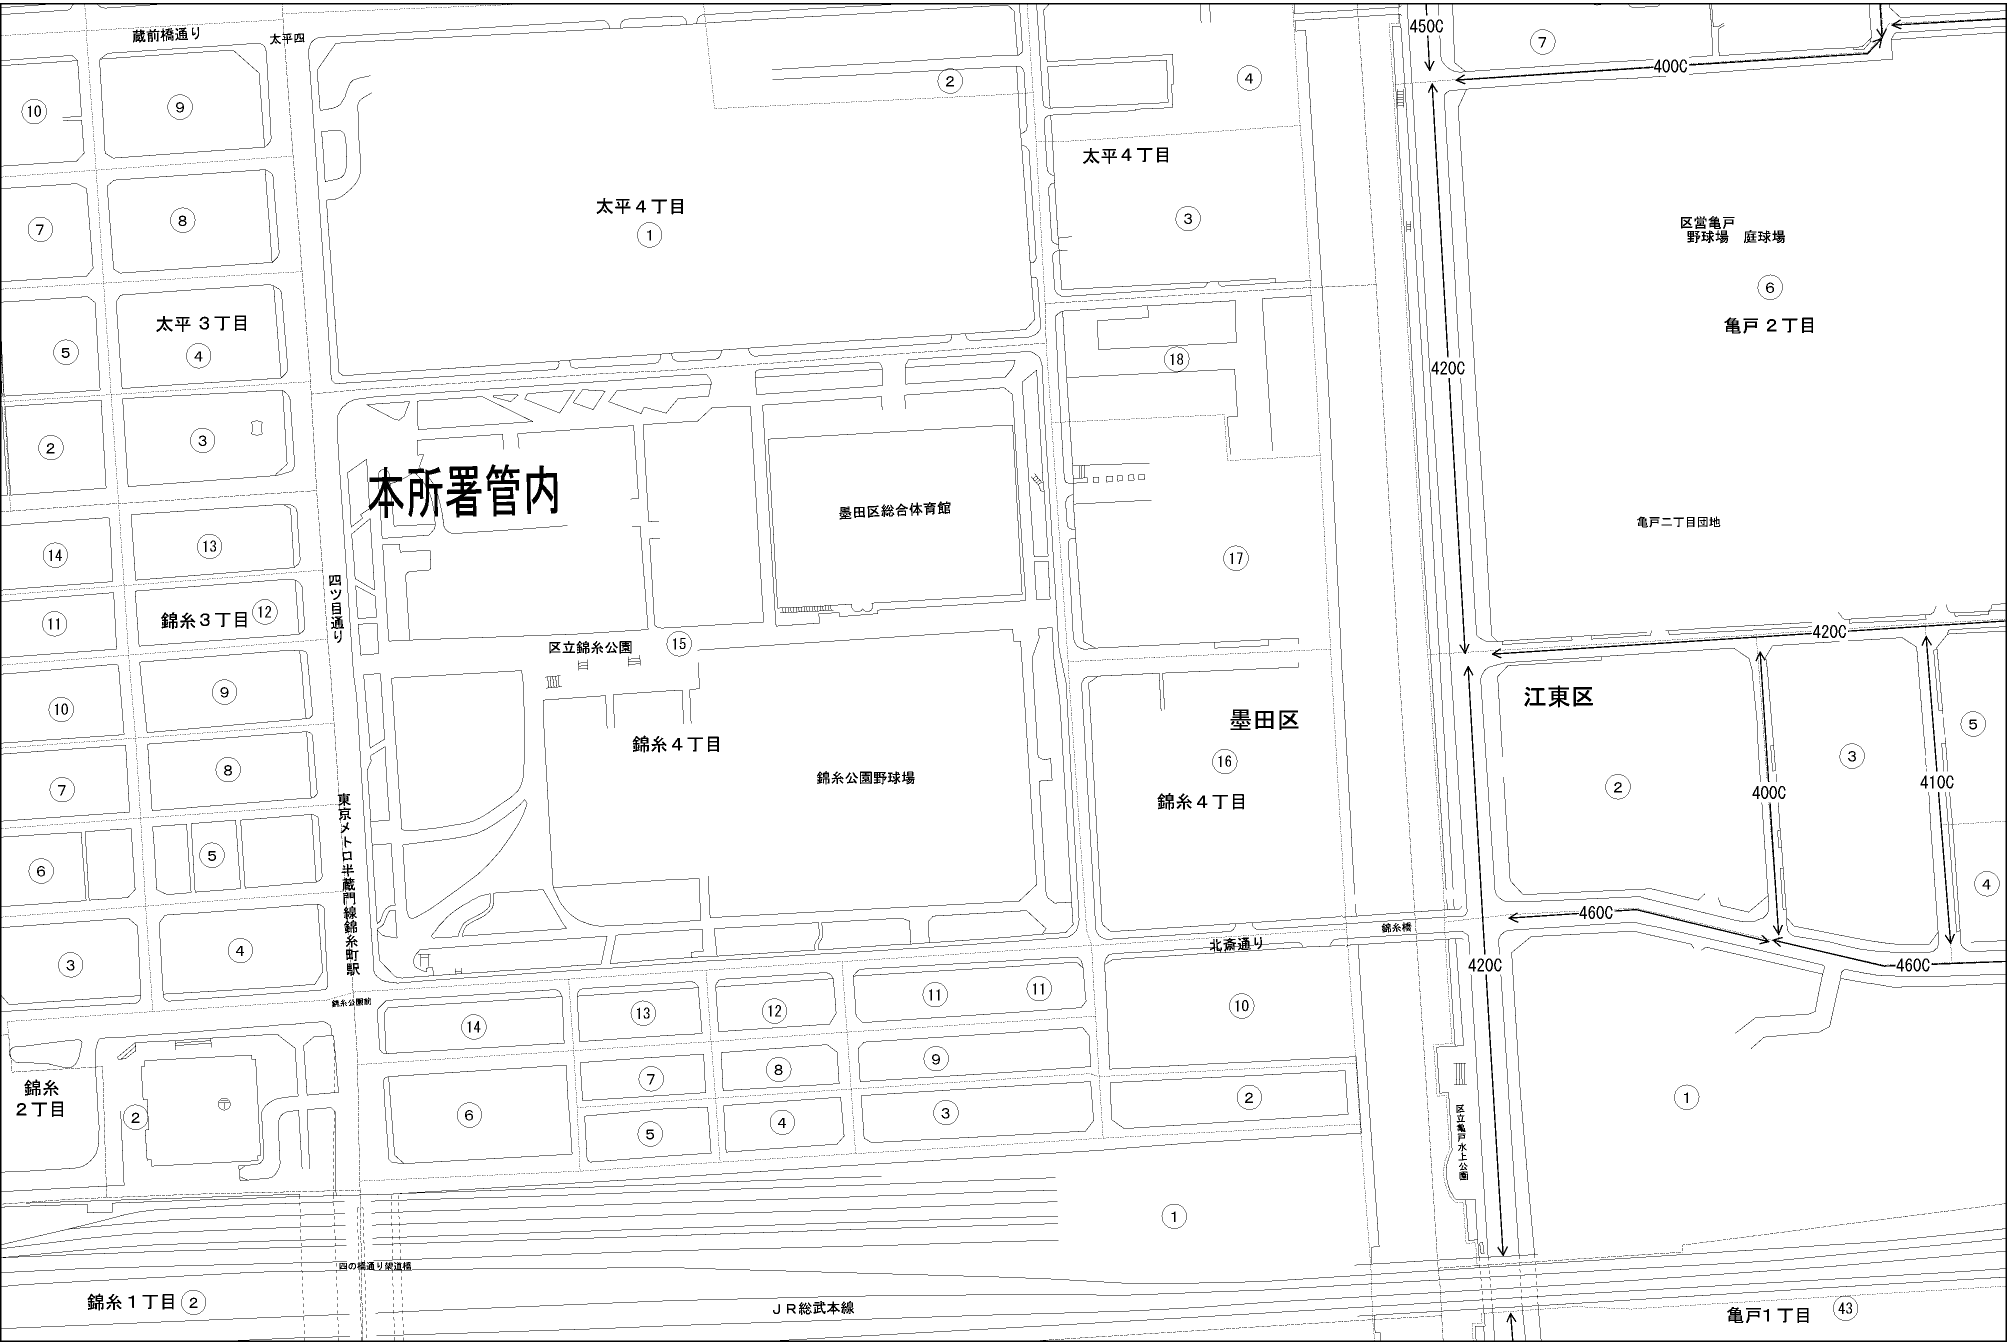 蔵前橋通り
太平四
450C
⑦
400C
⑩
⑨
②
④
太平４丁目
太平４丁目
①
③
⑦
⑧
区営亀戸
野球場　庭球場
⑥
亀戸２丁目
太平３丁目
⑤
④
⑱
420C
②
③
本所署管内
墨田区総合体育館
亀戸二丁目団地
⑭
⑬
⑰
四ツ目通り
⑪
錦糸３丁目
⑫
区立錦糸公園
⑮
420C
⑩
⑨
錦糸４丁目
墨田区
江東区
⑤
⑦
⑧
錦糸公園野球場
⑯
錦糸４丁目
②
400C
③
410C
東京メトロ半蔵門線錦糸町駅
⑥
⑤
④
460C
錦糸橋
北斎通り
③
④
420C
460C
錦糸公園前
⑭
⑬
⑫
⑪
⑪
⑩
⑦
⑧
⑨
錦糸
２丁目
②
〒
⑥
⑤
④
③
②
①
区立亀戸水上公園
①
四の橋通り架道橋
錦糸１丁目
②
ＪＲ総武本線
亀戸１丁目
㊸